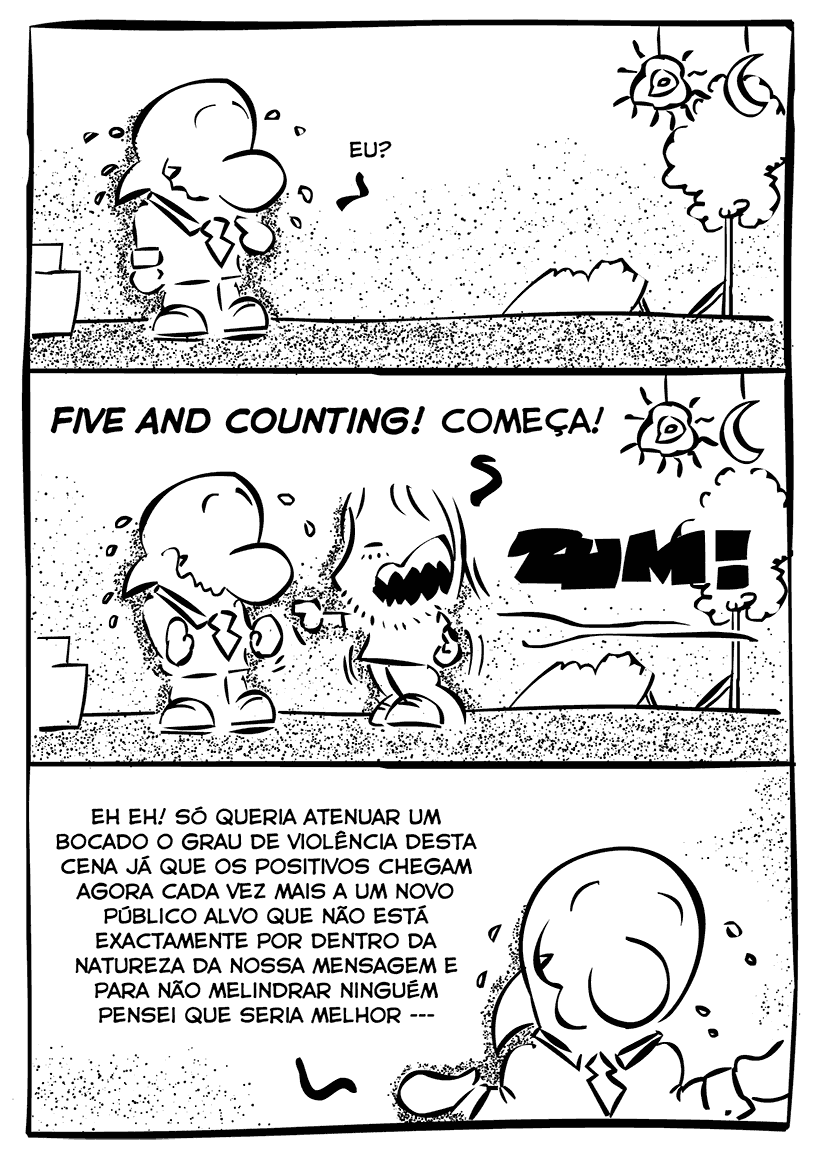 EU?
FIVE AND COUNTING! COMEÇA!
ZUM!
EH EH! SÓ QUERIA ATENUAR UM
BOCADO O GRAU DE VIOLÊNCIA DESTA
CENA JÁ QUE OS POSITIVOS CHEGAM
AGORA CADA VEZ MAIS A UM NOVO
PÚBLICO ALVO QUE NÃO ESTÁ
EXACTAMENTE POR DENTRO DA
NATUREZA DA NOSSA MENSAGEM E
PARA NÃO MELINDRAR NINGUÉM
PENSEI QUE SERIA MELHOR ---